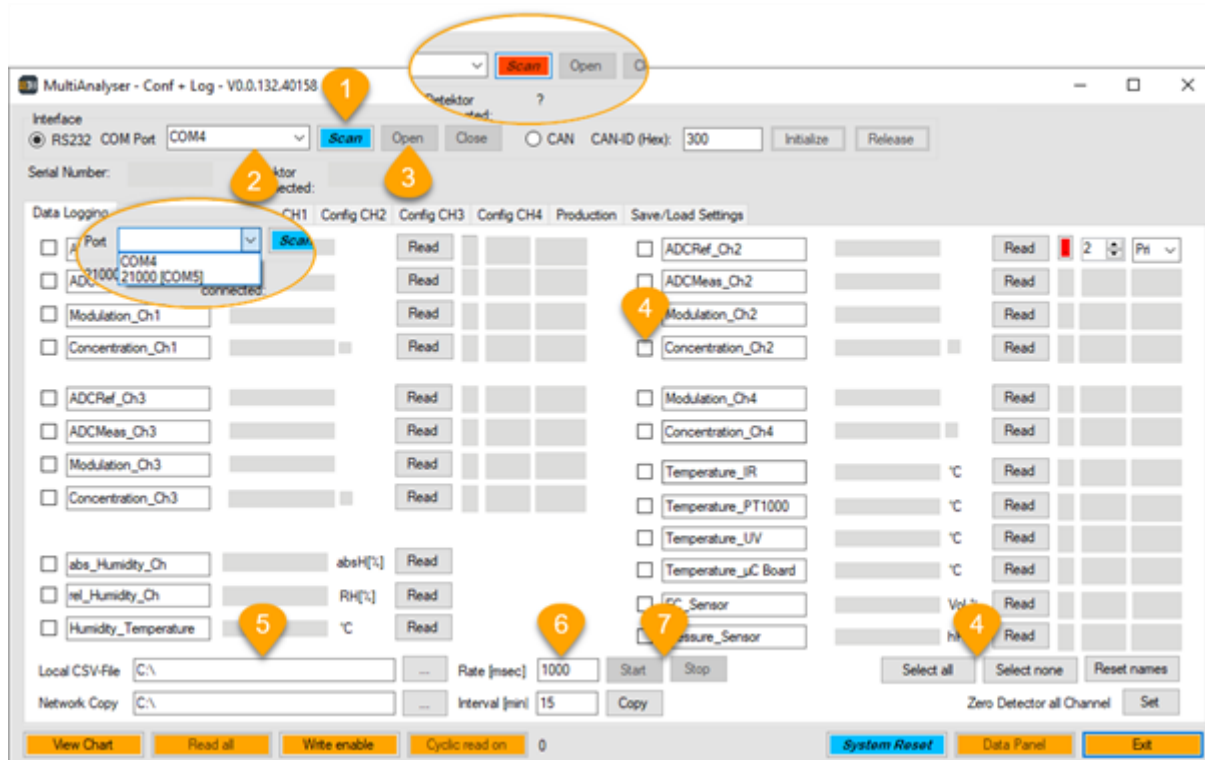 Scan Open
MultiAnalyser - Conf + Log - V0.0.132.40158
1
?
Interface
RS232 COM Port COM4 Scan Open Close CAN CAN-ID (Hex): 300 Initialize Release
Serial Number:
2
3
Data Logging CH1 Config CH2 Config CH3 Config CH4 Production Save/Load Settings
Port Scan
COM4
21000 [COM5]
connected:
Read
ADCRef_Ch2 Read 2
Read
ADCMeas_Ch2 Read
Modulation_Ch1 Read
4
Modulation_Ch2 Read
Concentration_Ch1 Read
Concentration_Ch2 Read
ADCRef_Ch3 Read
Modulation_Ch4 Read
ADCMeas_Ch3 Read
Concentration_Ch4 Read
Modulation_Ch3 Read
Temperature_IR °C Read
Concentration_Ch3 Read
Temperature_PT1000 °C Read
Temperature_UV °C Read
abs_Humidity_Ch absH[%] Read
Temperature_µC Board °C Read
rel_Humidity_Ch RH[%] Read
Read
Humidity_Temperature °C Read
Read
5
6
7
4
Local CSV-File C:\ ... Rate [msec] 1000 Start Stop Select all Select none Reset names
Network Copy C:\ ... Interval [min] 15 Copy Zero Detector all Channel Set
View Chart Read all Write enable Cyclic read on 0 System Reset Data Panel Exit